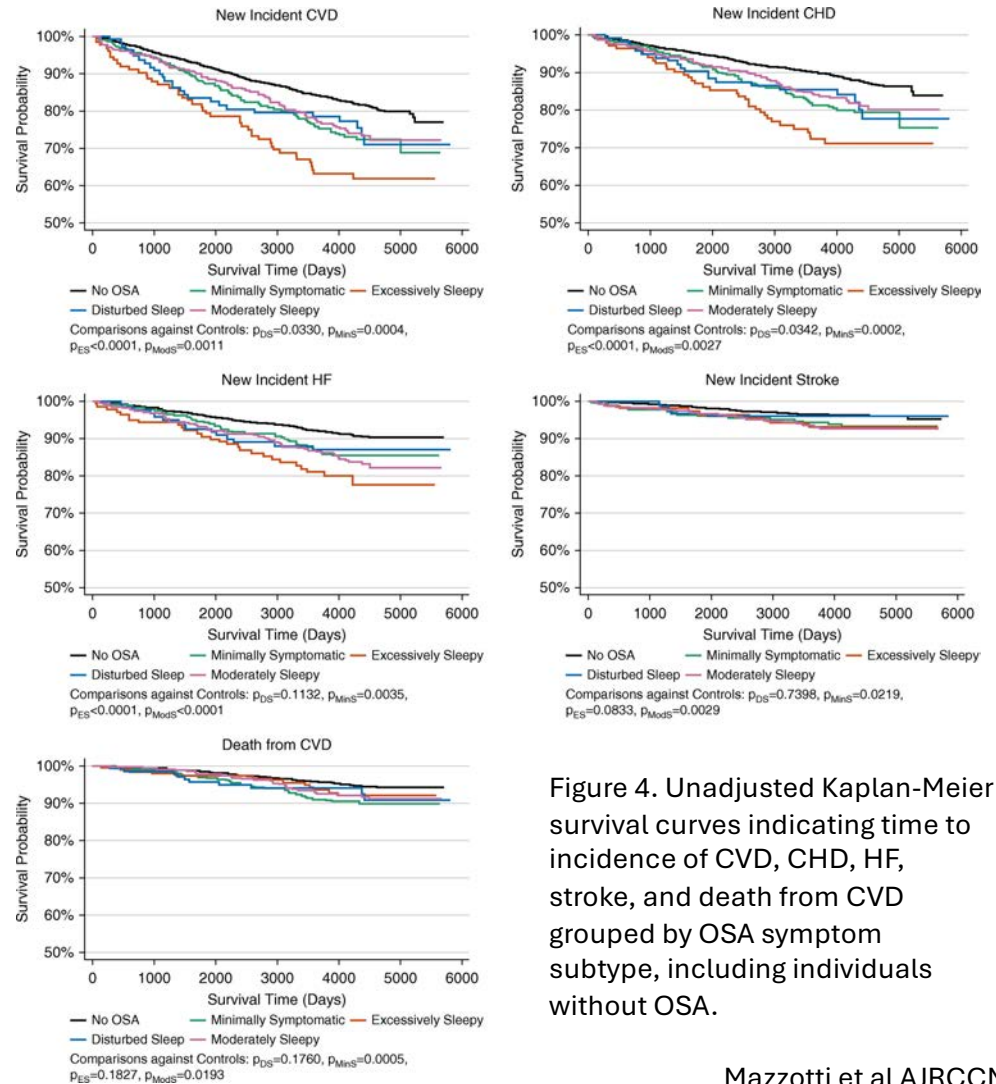 New Incident CVD
100%
90%
80%
70%
60%
50%
Survival Probability
0 1000 2000 3000 4000 5000 6000
Survival Time (Days)
No OSA Minimally Symptomatic Excessively Sleepy
Disturbed Sleep Moderately Sleepy
Comparisons against Controls: pDS=0.0330, pMinS=0.0004,
pES<0.0001, pModS=0.0011
New Incident CHD
100%
90%
80%
70%
60%
50%
Survival Probability
0 1000 2000 3000 4000 5000 6000
Survival Time (Days)
No OSA Minimally Symptomatic Excessively Sleepy
Disturbed Sleep Moderately Sleepy
Comparisons against Controls: pDS=0.0342, pMinS=0.0002,
pES<0.0001, pModS=0.0027
New Incident HF
100%
90%
80%
70%
60%
50%
Survival Probability
0 1000 2000 3000 4000 5000 6000
Survival Time (Days)
No OSA Minimally Symptomatic Excessively Sleepy
Disturbed Sleep Moderately Sleepy
Comparisons against Controls: pDS=0.1132, pMinS=0.0035,
pES<0.0001, pModS<0.0001
New Incident Stroke
100%
90%
80%
70%
60%
50%
Survival Probability
0 1000 2000 3000 4000 5000 6000
Survival Time (Days)
No OSA Minimally Symptomatic Excessively Sleepy
Disturbed Sleep Moderately Sleepy
Comparisons against Controls: pDS=0.7398, pMinS=0.0219,
pES=0.0833, pModS=0.0029
Death from CVD
100%
90%
80%
70%
60%
50%
Survival Probability
0 1000 2000 3000 4000 5000 6000
Survival Time (Days)
No OSA Minimally Symptomatic Excessively Sleepy
Disturbed Sleep Moderately Sleepy
Comparisons against Controls: pDS=0.1760, pMinS=0.0005,
pES=0.1827, pModS=0.0193
Figure 4. Unadjusted Kaplan-Meier
survival curves indicating time to
incidence of CVD, CHD, HF,
stroke, and death from CVD
grouped by OSA symptom
subtype, including individuals
without OSA.
Mazzotti et al